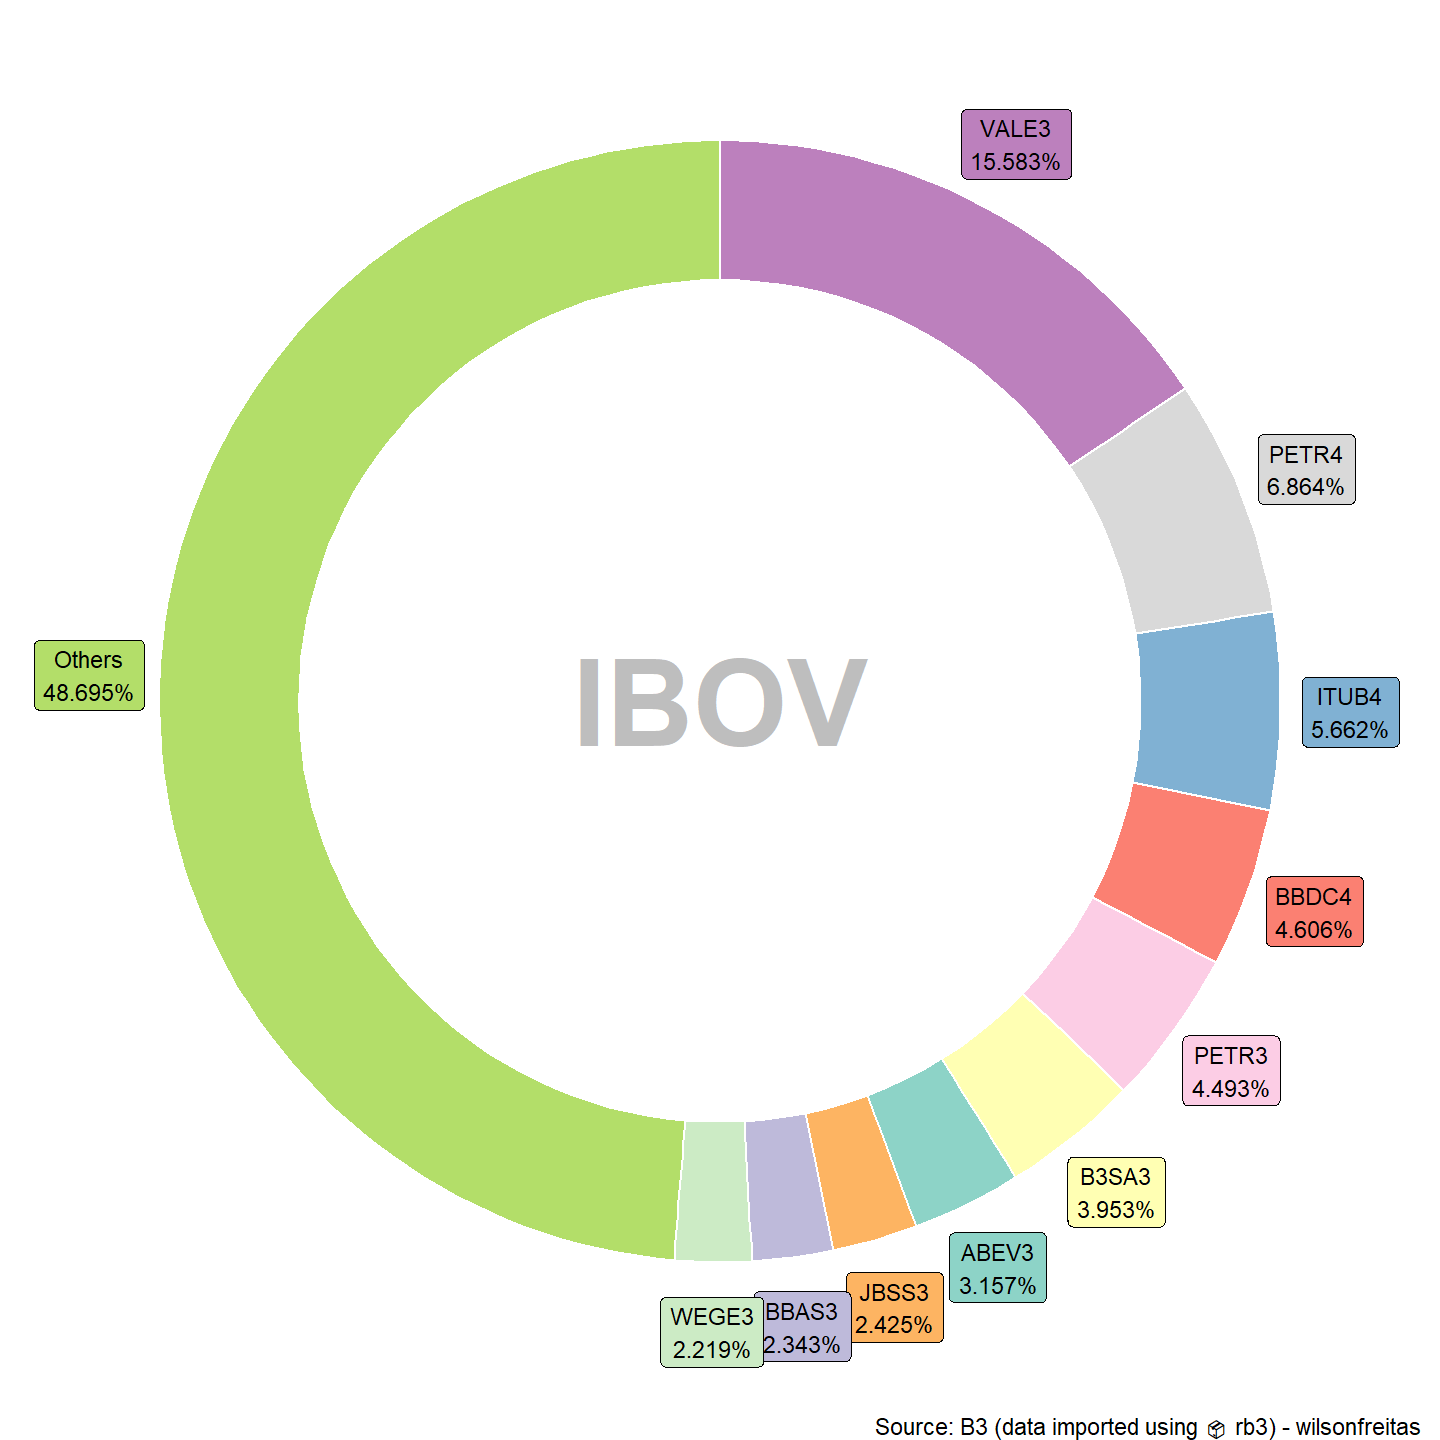 VALE3
15.583%
PETR4
6.864%
Others
48.695%
IBOV
ITUB4
5.662%
BBDC4
4.606%
PETR3
4.493%
B3SA3
3.953%
ABEV3
3.157%
JBSS3
2.425%
BBAS3
2.343%
WEGE3
2.219%
Source: B3 (data imported using 📦 rb3) - wilsonfreitas